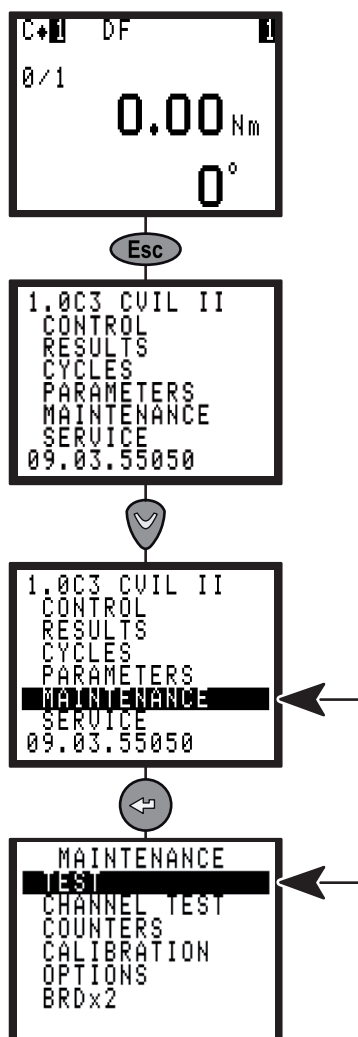 C♦1 DF 1
0/1
0.00 Nm
0°
Esc
1.0C3 CVIL II
CONTROL
RESULTS
CYCLES
PARAMETERS
MAINTENANCE
SERVICE
09.03.55050
1.0C3 CVIL II
CONTROL
RESULTS
CYCLES
PARAMETERS
MAINTENANCE
SERVICE
09.03.55050
MAINTENANCE
TEST
CHANNEL TEST
COUNTERS
CALIBRATION
OPTIONS
BRDx2